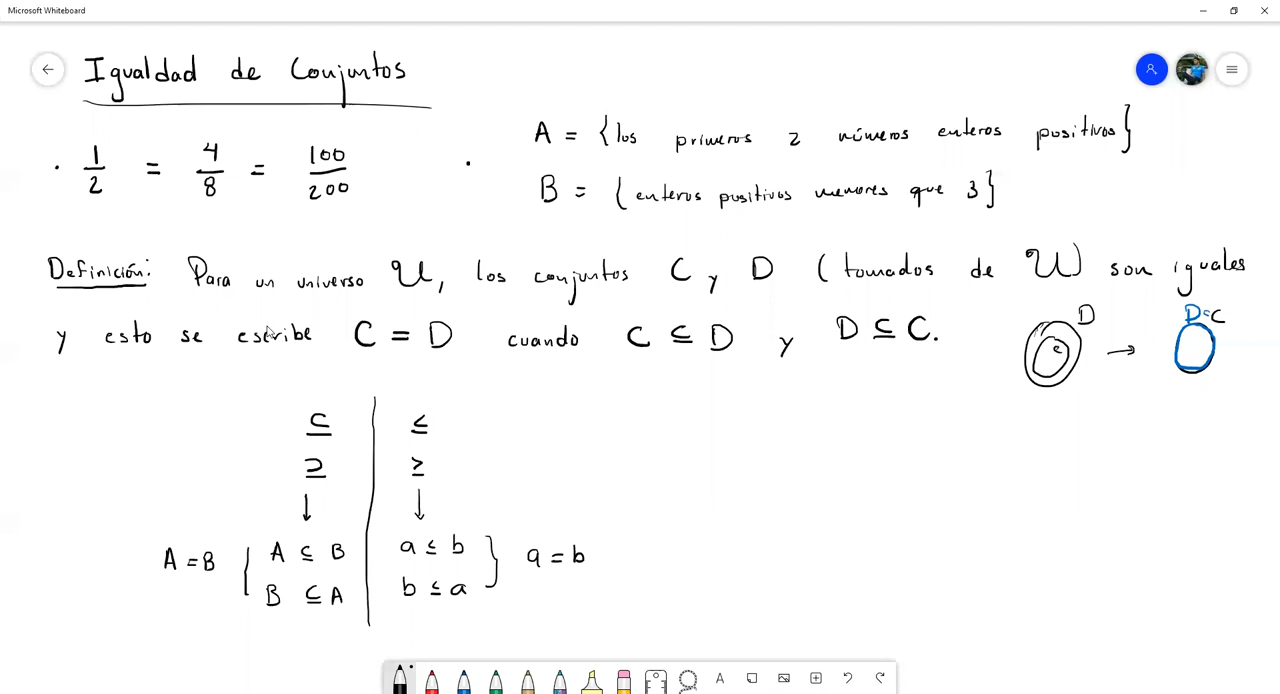 Microsoft Whiteboard
Igualdad de Conjuntos
· 1/2 = 4/8 = 100/200
· A = {los primeros 2 números enteros positivos}
B = {enteros positivos menores que 3}
Definición: Para un universo U, los conjuntos C y D (tomados de U) son iguales
y esto se escribe C = D cuando C ⊆ D y D ⊆ C.
D
C → D=C
⊆ | ≤
⊇ | ≥
↓ | ↓
A = B { A ⊆ B | a ≤ b } a = b
B ⊆ A | b ≤ a
A